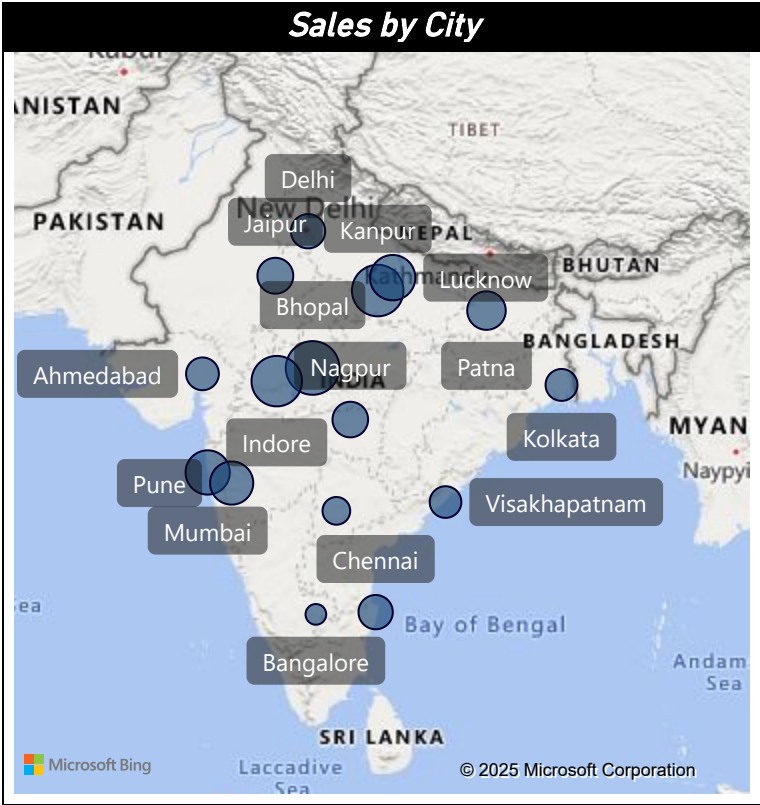 Sales by City
Kabul
ANISTAN
TIBET
Delhi
New Delhi
PAKISTAN
Jaipur
Kanpur
NEPAL
Kathmand
Lucknow
BHUTAN
Bhopal
BANGLADESH
Ahmedabad
Nagpur
INDIA
Patna
Indore
Kolkata
MYAN
Naypyi
Pune
Mumbai
Visakhapatnam
Chennai
ea
Bay of Bengal
Bangalore
Andam
Sea
SRI LANKA
Microsoft Bing
Laccadive
Sea
© 2025 Microsoft Corporation